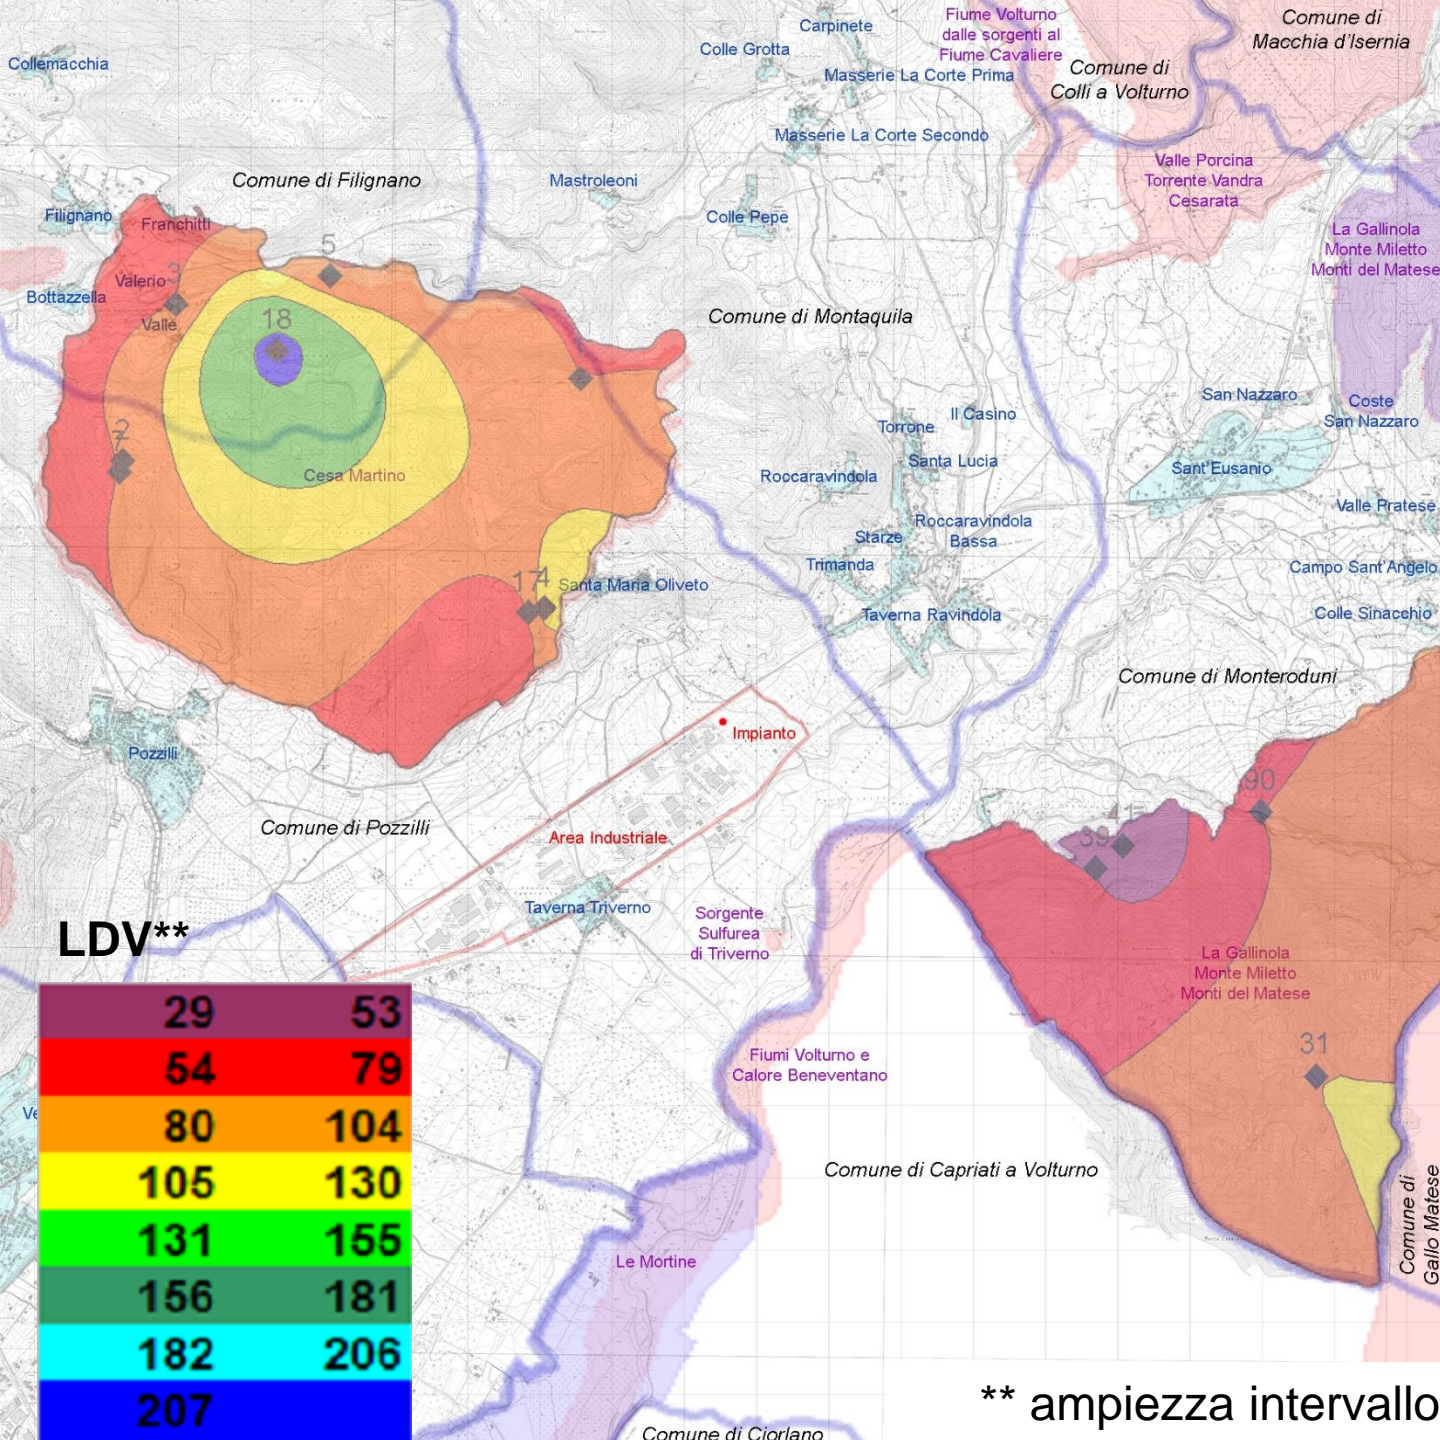 Carpinete
Fiume Volturno
dalle sorgenti al
Fiume Cavaliere
Comune di
Macchia d'Isernia
Colle Grotta
Collemacchia
Masserie La Corte Prima
Comune di
Colli a Volturno
Masserie La Corte Secondo
Valle Porcina
Torrente Vandra
Cesarata
Comune di Filignano
Mastroleoni
Filignano
Franchitti
Colle Pepe
La Gallinola
Monte Miletto
Monti del Matese
5
Valerio
3
Bottazzella
Valle
18
Comune di Montaquila
San Nazzaro
Coste
San Nazzaro
Il Casino
Torrone
2
Santa Lucia
Sant'Eusanio
Cesa Martino
Roccaravindola
Valle Pratese
Roccaravindola
Bassa
Starze
Trimanda
Campo Sant'Angelo
17
4
Santa Maria Oliveto
Taverna Ravindola
Colle Sinacchio
Comune di Monteroduni
Impianto
Pozzilli
90
Comune di Pozzilli
Area Industriale
39
Taverna Triverno
Sorgente
Sulfurea
di Triverno
LDV**
La Gallinola
Monte Miletto
Monti del Matese
29 53
54 79
80 104
105 130
131 155
156 181
182 206
207
31
Fiumi Volturno e
Calore Beneventano
Comune di Capriati a Volturno
Comune di
Gallo Matese
Le Mortine
** ampiezza intervallo
Comune di Ciorlano